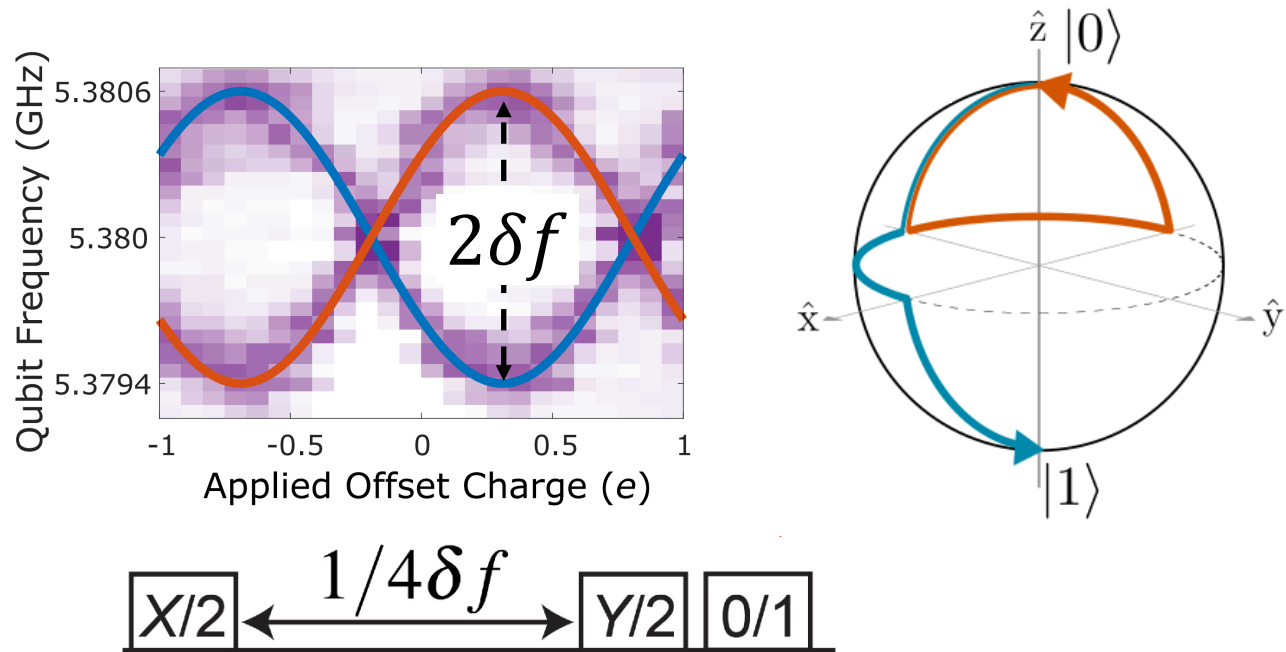 Qubit Frequency (GHz)
5.3806
5.380
5.3794
2δf
-1
-0.5
0
0.5
1
Applied Offset Charge (e)
ẑ |0⟩
x̂
ŷ
|1⟩
X/2
1/4δf
Y/2
0/1